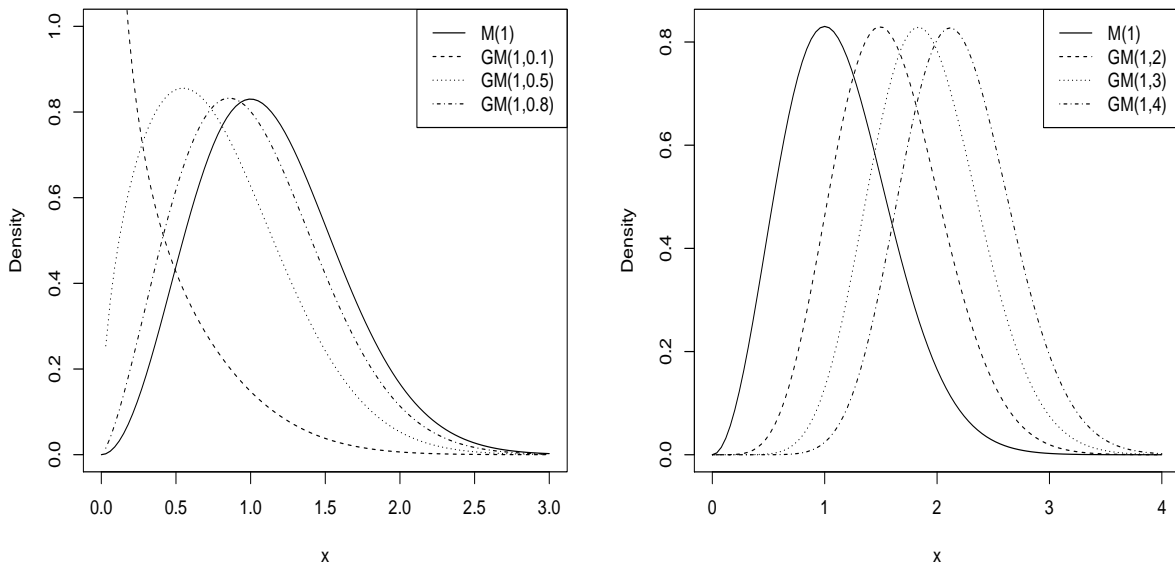 M(1)
GM(1,0.1)
GM(1,0.5)
GM(1,0.8)
Density
1.0
0.8
0.6
0.4
0.2
0.0
0.0 0.5 1.0 1.5 2.0 2.5 3.0
x
M(1)
GM(1,2)
GM(1,3)
GM(1,4)
Density
0.8
0.6
0.4
0.2
0.0
0 1 2 3 4
x